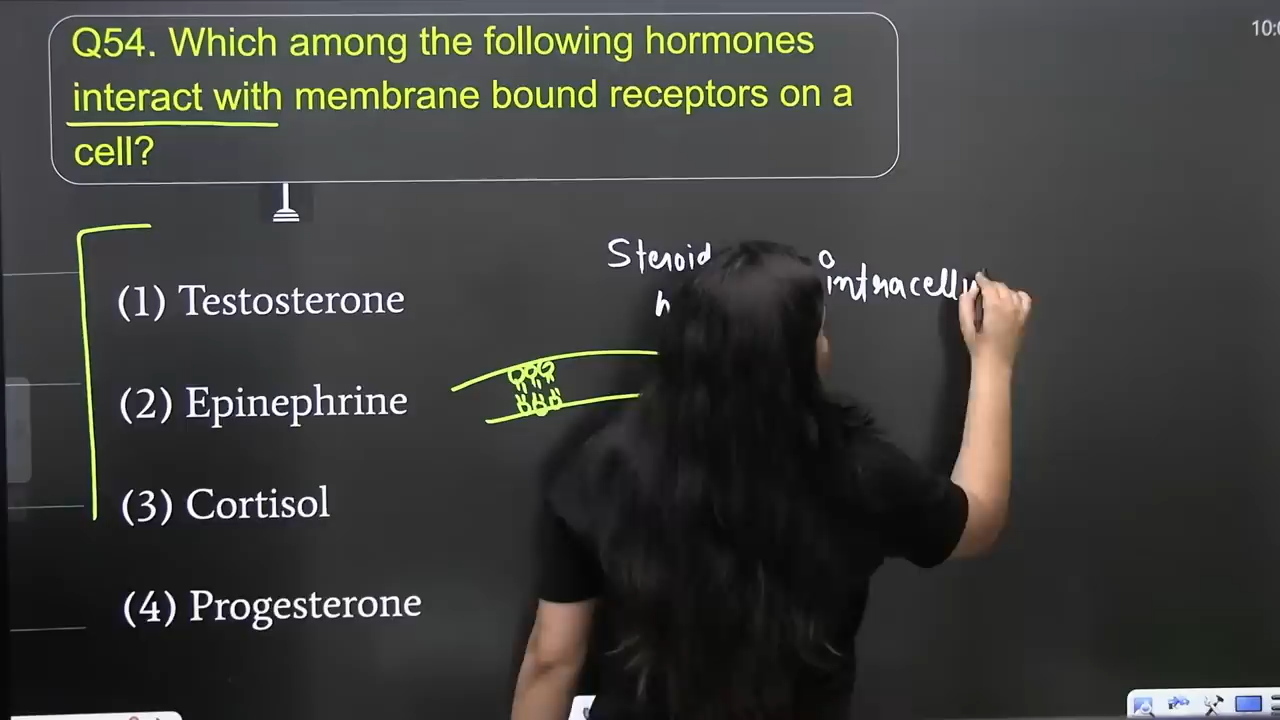 Q54. Which among the following hormones
interact with membrane bound receptors on a
cell?
(1) Testosterone
(2) Epinephrine
(3) Cortisol
(4) Progesterone
Steroid